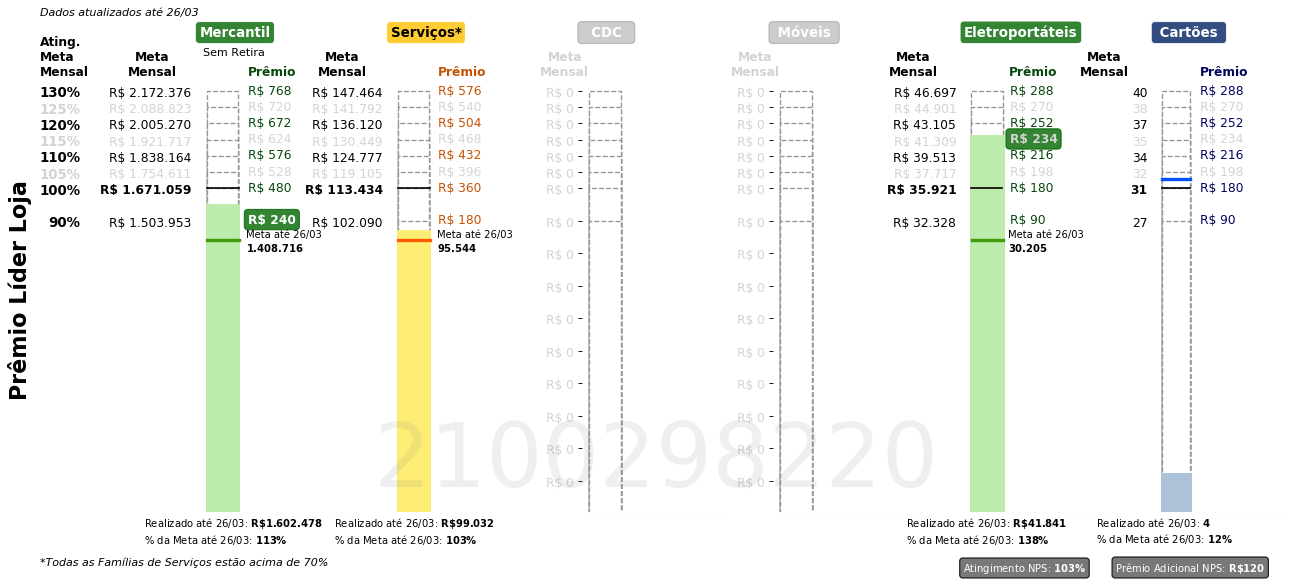 Dados atualizados até 26/03
Mercantil Serviços* CDC Móveis Eletroportáteis Cartões
Sem Retira
Ating.
Meta Meta Meta Meta Meta Meta Meta
Mensal Mensal Prêmio Mensal Prêmio Mensal Mensal Mensal Prêmio Mensal Prêmio
130% R$ 2.172.376 R$ 768 R$ 147.464 R$ 576 R$ 0 R$ 0 R$ 46.697 R$ 288 40 R$ 288
125% R$ 2.088.823 R$ 720 R$ 141.792 R$ 540 R$ 0 R$ 0 R$ 44.901 R$ 270 38 R$ 270
120% R$ 2.005.270 R$ 672 R$ 136.120 R$ 504 R$ 0 R$ 0 R$ 43.105 R$ 252 37 R$ 252
115% R$ 1.921.717 R$ 624 R$ 130.449 R$ 468 R$ 0 R$ 0 R$ 41.309 R$ 234 35 R$ 234
110% R$ 1.838.164 R$ 576 R$ 124.777 R$ 432 R$ 0 R$ 0 R$ 39.513 R$ 216 34 R$ 216
105% R$ 1.754.611 R$ 528 R$ 119.105 R$ 396 R$ 0 R$ 0 R$ 37.717 R$ 198 32 R$ 198
100% R$ 1.671.059 R$ 480 R$ 113.434 R$ 360 R$ 0 R$ 0 R$ 35.921 R$ 180 31 R$ 180
90% R$ 1.503.953 R$ 240 R$ 102.090 R$ 180 R$ 0 R$ 0 R$ 32.328 R$ 90 27 R$ 90
Meta até 26/03 Meta até 26/03 Meta até 26/03
1.408.716 95.544 30.205
R$ 0 R$ 0
R$ 0 R$ 0
R$ 0 R$ 0
R$ 0 R$ 0
R$ 0 R$ 0
R$ 0 R$ 0
R$ 0 R$ 0
R$ 0 R$ 0
Prêmio Líder Loja
2100298220
Realizado até 26/03: R$1.602.478 Realizado até 26/03: R$99.032 Realizado até 26/03: R$41.841 Realizado até 26/03: 4
% da Meta até 26/03: 113% % da Meta até 26/03: 103% % da Meta até 26/03: 138% % da Meta até 26/03: 12%
*Todas as Famílias de Serviços estão acima de 70%
Atingimento NPS: 103% Prêmio Adicional NPS: R$120